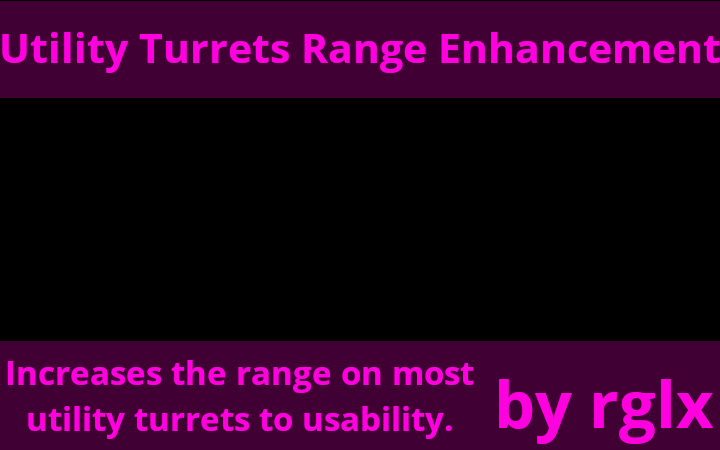 Utility Turrets Range Enhancement
Increases the range on most
utility turrets to usability.
by rglx